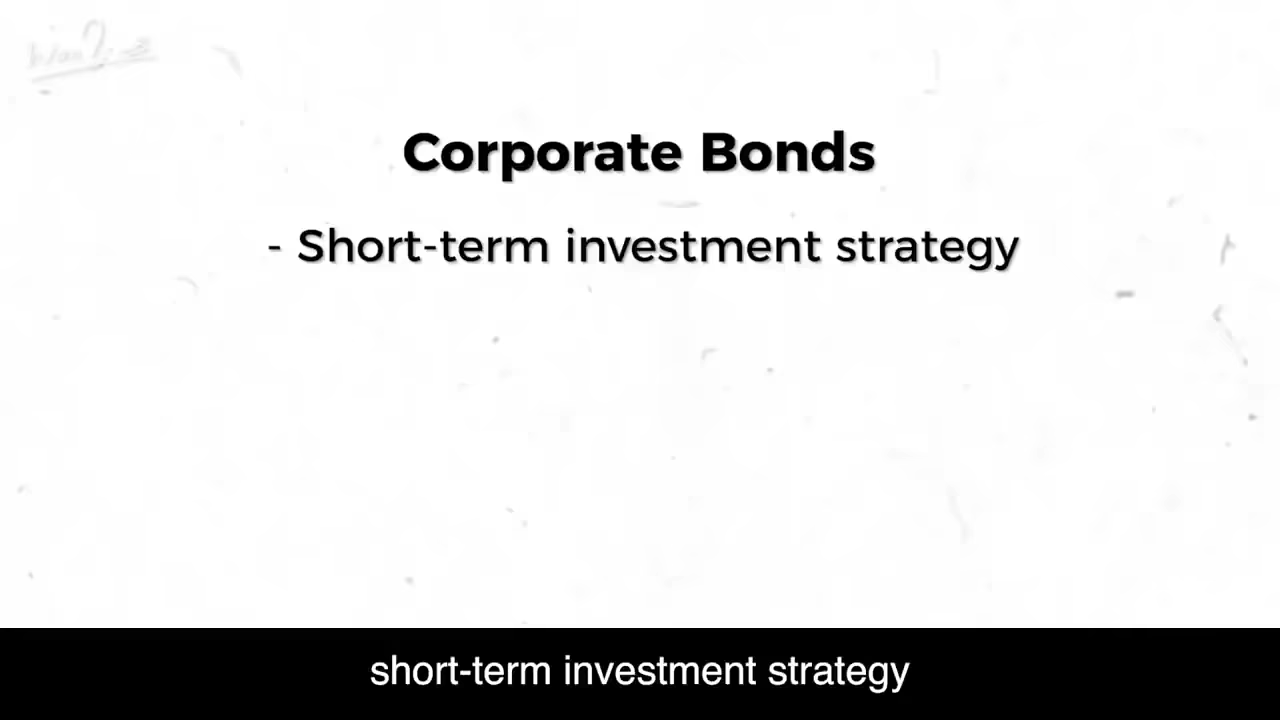 Corporate Bonds
- Short-term investment strategy
short-term investment strategy